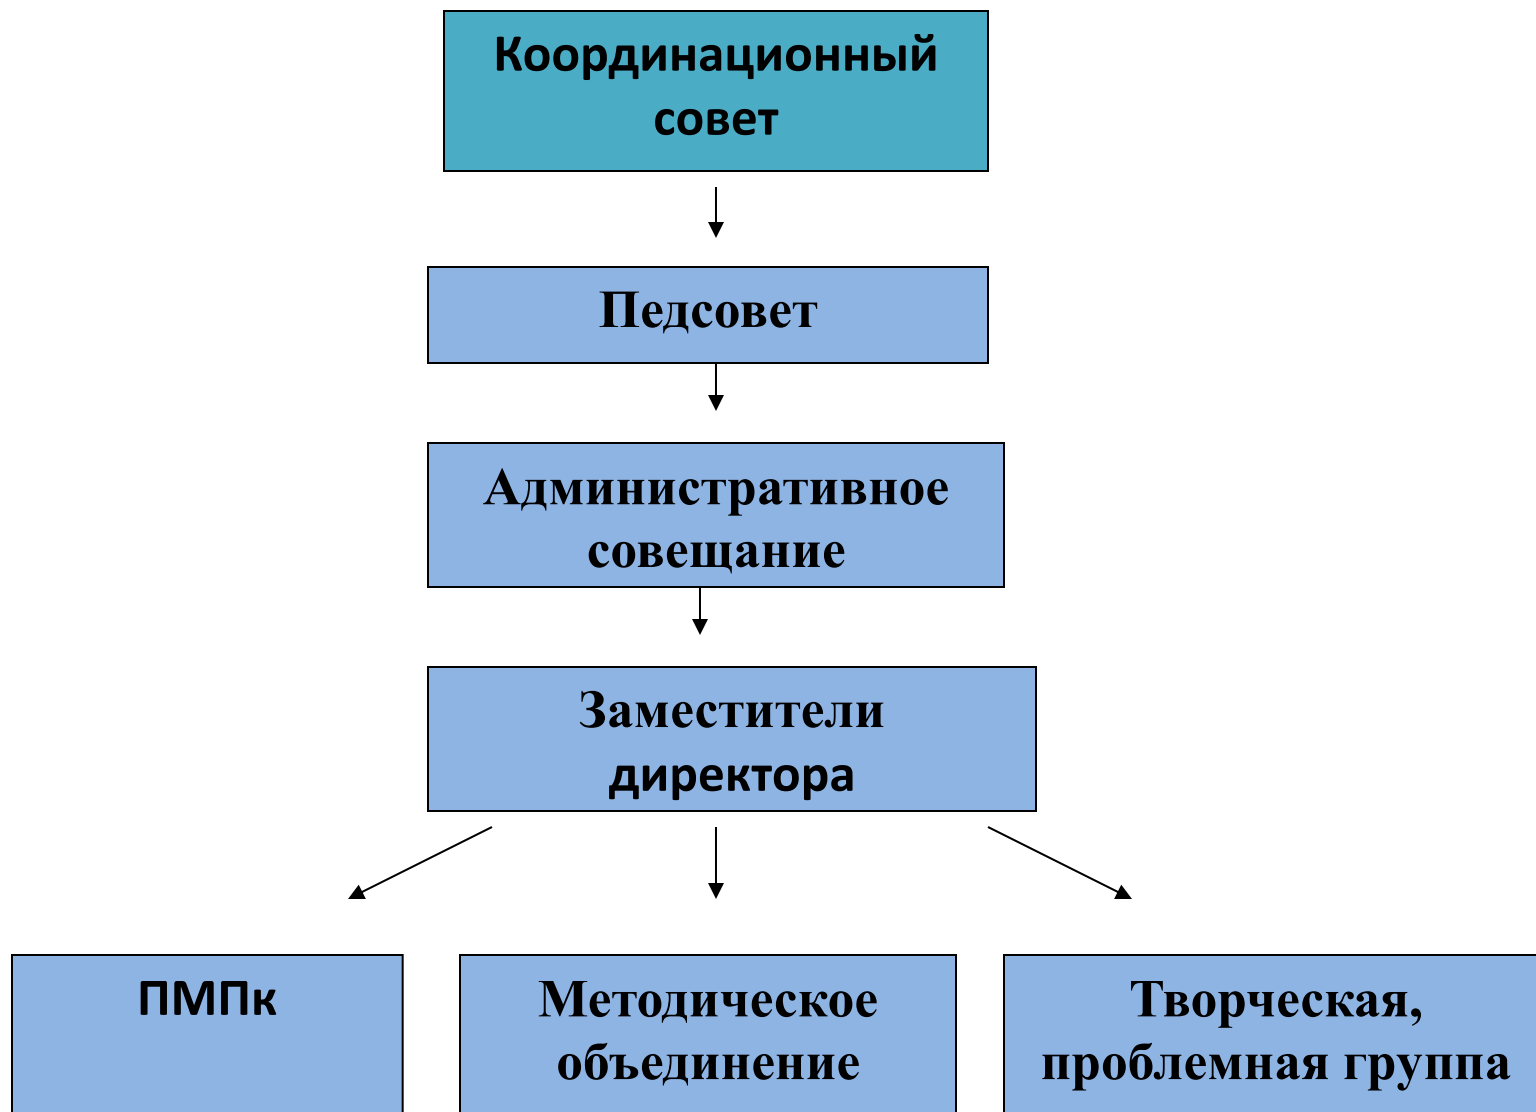 Координационный
совет
Педсовет
Административное
совещание
Заместители
директора
ПМПк
Методическое
объединение
Творческая,
проблемная группа